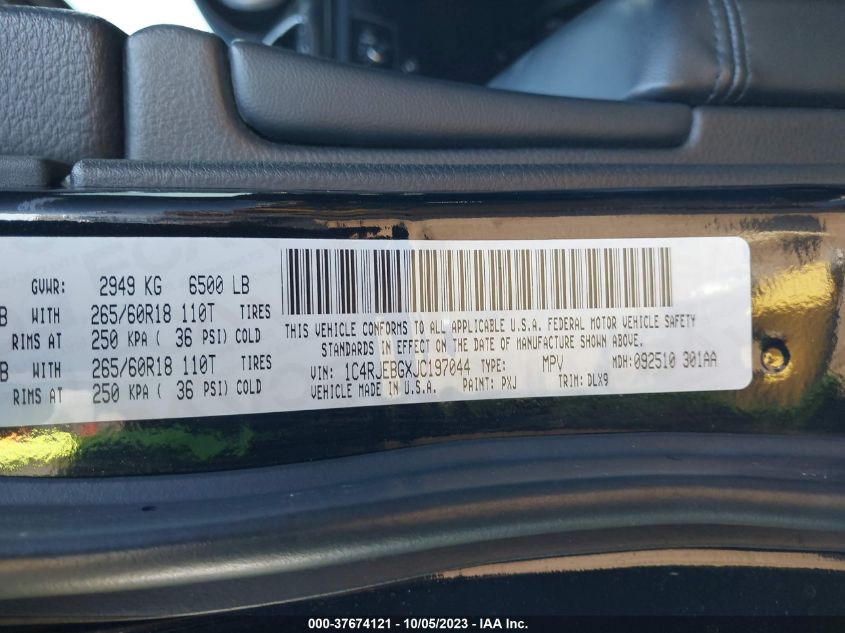 GVWR: 2949 KG 6500 LB
B WITH 265/60R18 110T TIRES
RIMS AT 250 KPA ( 36 PSI) COLD
B WITH 265/60R18 110T TIRES
RIMS AT 250 KPA ( 36 PSI) COLD
THIS VEHICLE CONFORMS TO ALL APPLICABLE U.S.A. FEDERAL MOTOR VEHICLE SAFETY
STANDARDS IN EFFECT ON THE DATE OF MANUFACTURE SHOWN ABOVE.
VIN: 1C4RJEBGXJC197044 TYPE: MPV MDH: 092510 301AA
VEHICLE MADE IN U.S.A. PAINT: PXJ TRIM: DLX9
000-37674121 - 10/05/2023 - IAA Inc.